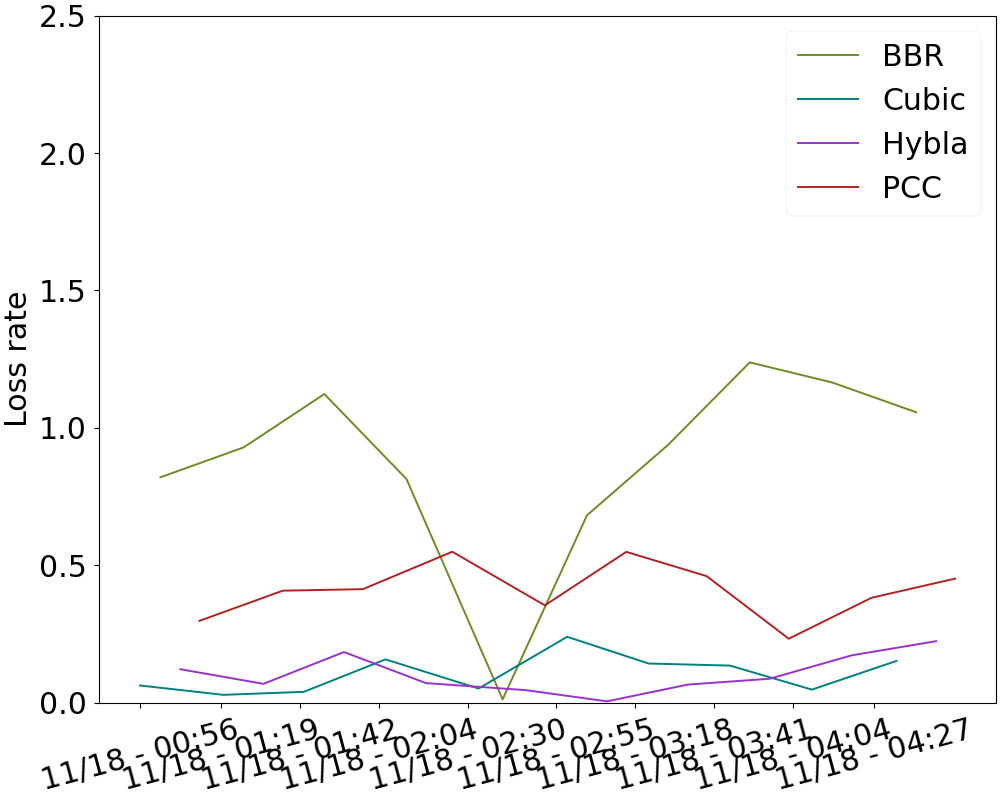 2.5
2.0
1.5
1.0
0.5
0.0
Loss rate
BBR
Cubic
Hybla
PCC
11/18 - 00:56
11/18 - 01:19
11/18 - 01:42
11/18 - 02:04
11/18 - 02:30
11/18 - 02:55
11/18 - 03:18
11/18 - 03:41
11/18 - 04:04
11/18 - 04:27